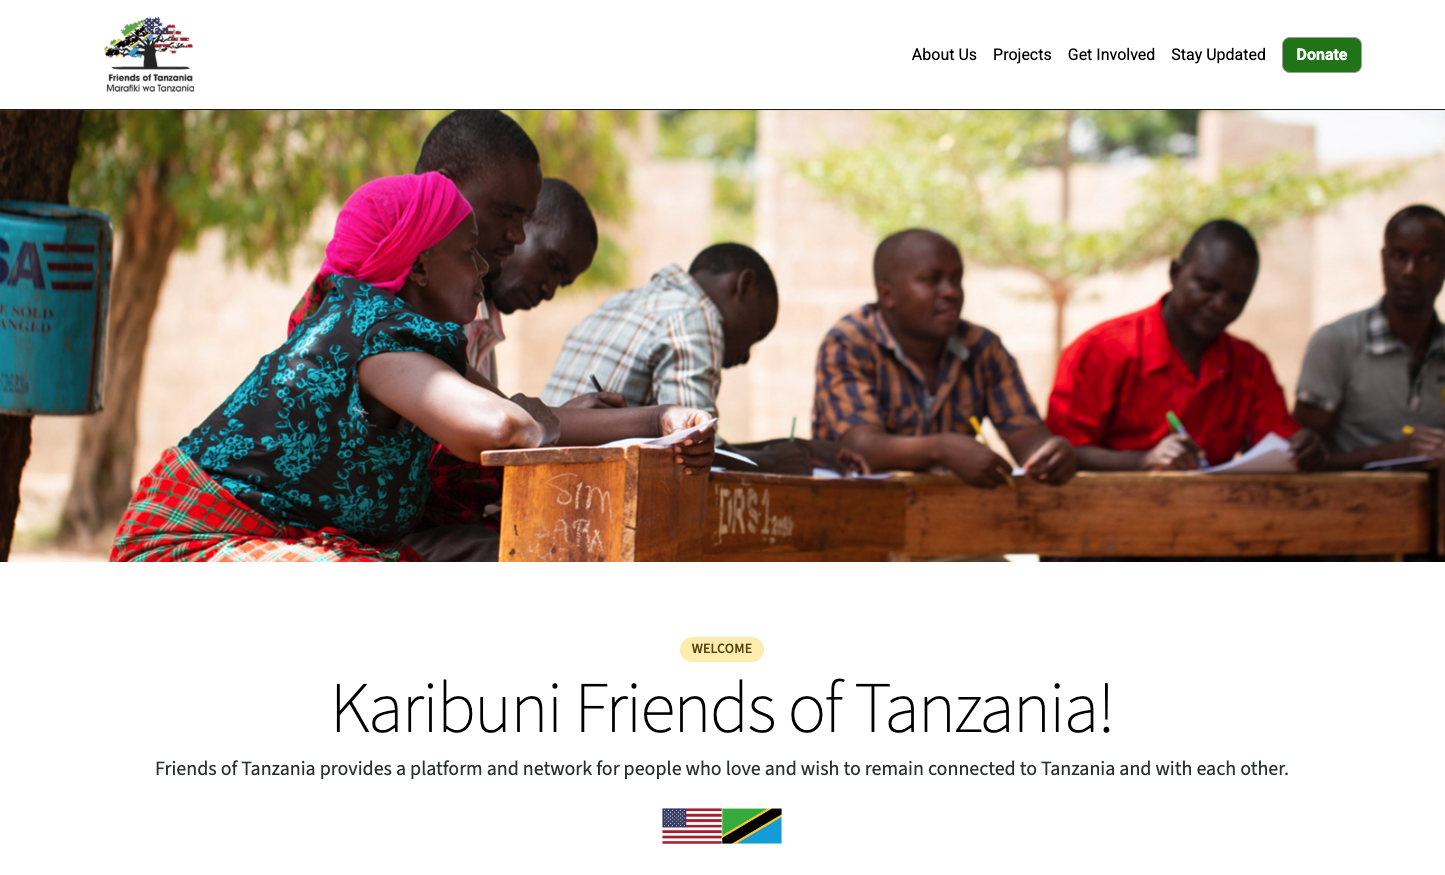 Friends of Tanzania
Marafiki wa Tanzania
About Us
Projects
Get Involved
Stay Updated
Donate
SA
E SOLD
ANGED
SIM
DRS1
WELCOME
Karibuni Friends of Tanzania!
Friends of Tanzania provides a platform and network for people who love and wish to remain connected to Tanzania and with each other.